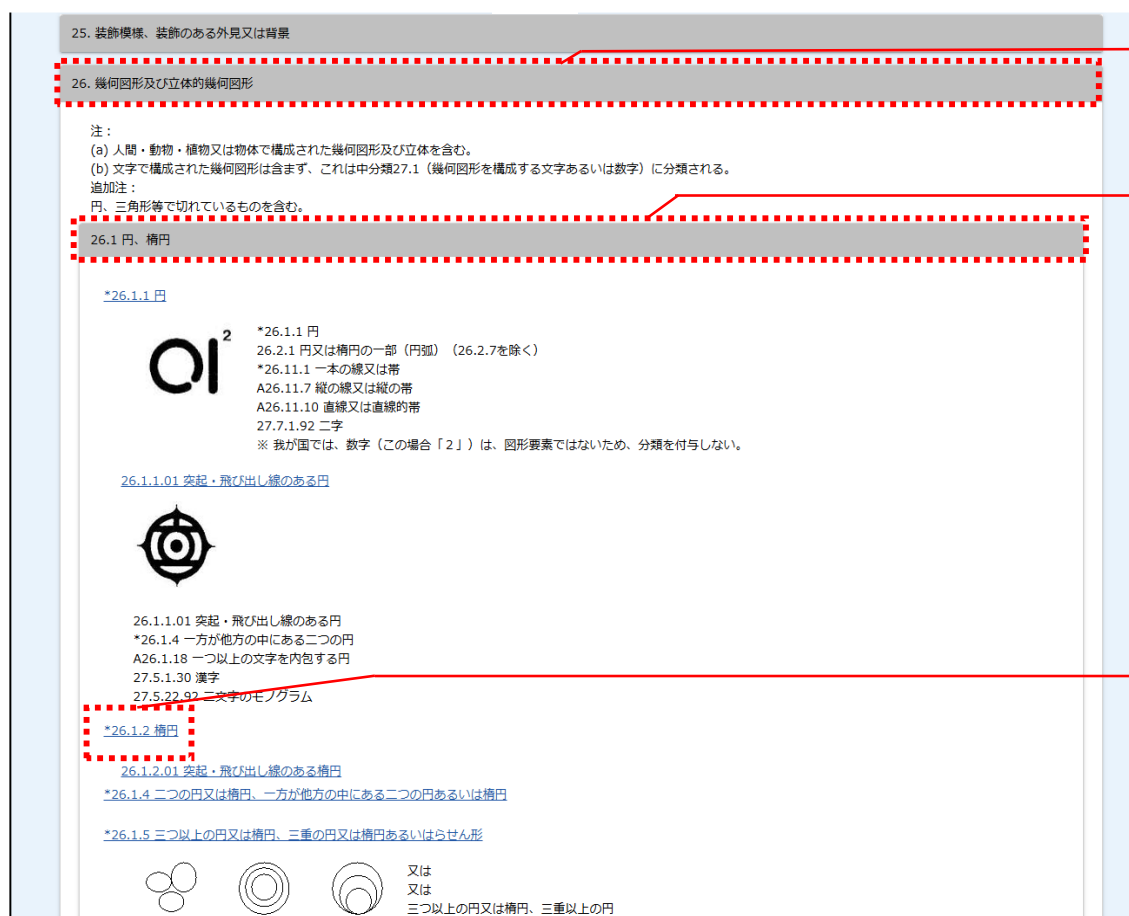 25. 装飾模様、装飾のある外見又は背景
26. 幾何図形及び立体的幾何図形
注：
(a) 人間・動物・植物又は物体で構成された幾何図形及び立体を含む。
(b) 文字で構成された幾何図形は含まず、これは中分類27.1（幾何図形を構成する文字あるいは数字）に分類される。
追加注：
円、三角形等で切れているものを含む。
26.1 円、楕円
*26.1.1 円
2
*26.1.1 円
26.2.1 円又は楕円の一部（円弧）（26.2.7を除く）
*26.11.1 一本の線又は帯
A26.11.7 縦の線又は縦の帯
A26.11.10 直線又は直線的帯
27.7.1.92 二字
※ 我が国では、数字（この場合「２」）は、図形要素ではないため、分類を付与しない。
26.1.1.01 突起・飛び出し線のある円
26.1.1.01 突起・飛び出し線のある円
*26.1.4 一方が他方の中にある二つの円
A26.1.18 一つ以上の文字を内包する円
27.5.1.30 漢字
27.5.22.92 二文字のモノグラム
*26.1.2 楕円
26.1.2.01 突起・飛び出し線のある楕円
*26.1.4 二つの円又は楕円、一方が他方の中にある二つの円あるいは楕円
*26.1.5 三つ以上の円又は楕円、三重の円又は楕円あるいはらせん形
又は
又は
三つ以上の円又は楕円、三重以上の円